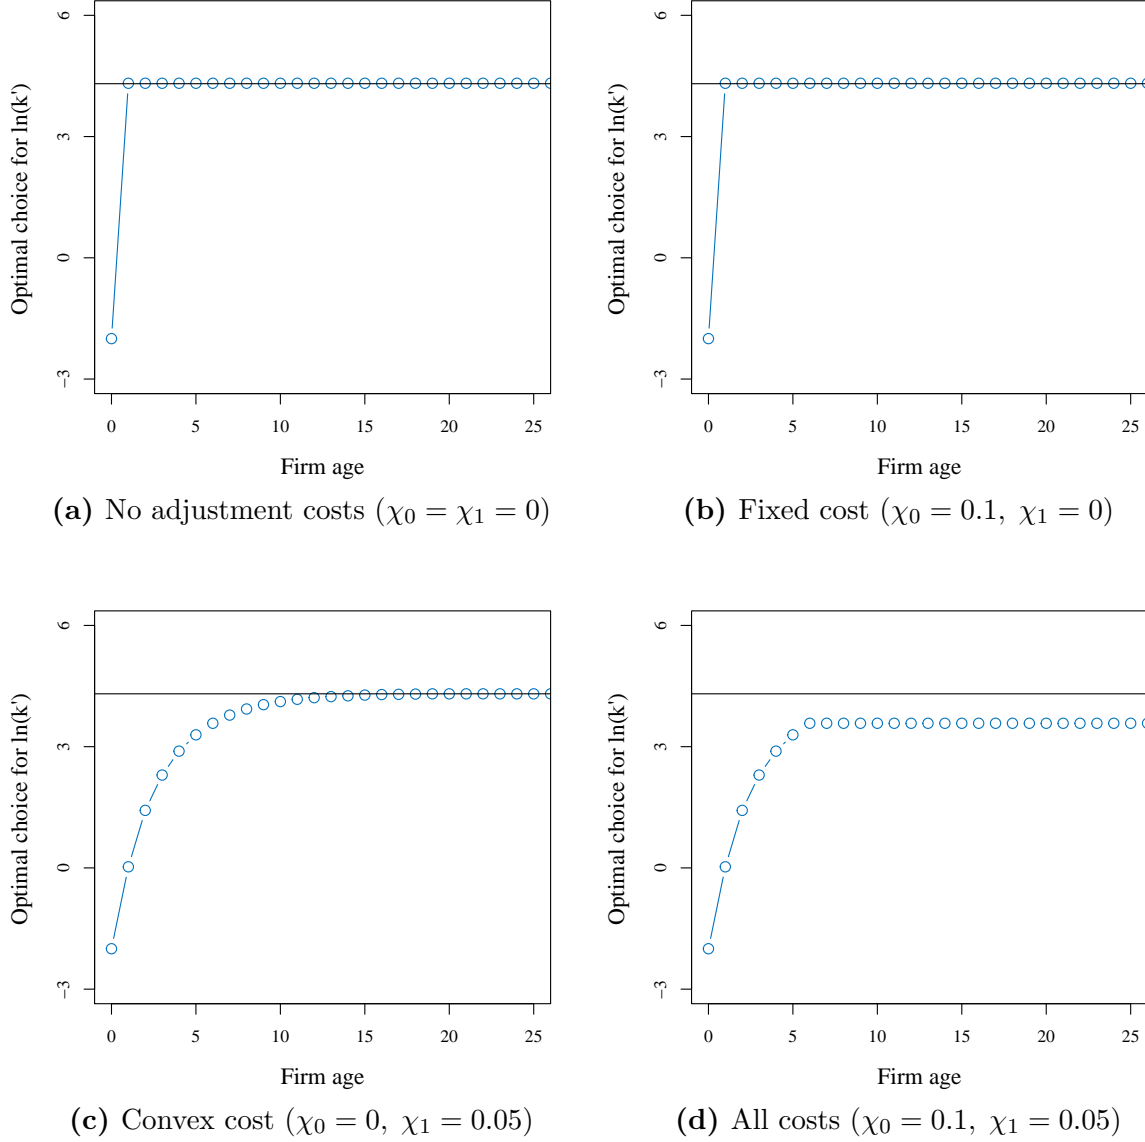 6
3
0
−3
Optimal choice for ln(k')
0 5 10 15 20 25
Firm age
(a) No adjustment costs (χ₀ = χ₁ = 0)
6
3
0
−3
Optimal choice for ln(k')
0 5 10 15 20 25
Firm age
(b) Fixed cost (χ₀ = 0.1, χ₁ = 0)
6
3
0
−3
Optimal choice for ln(k')
0 5 10 15 20 25
Firm age
(c) Convex cost (χ₀ = 0, χ₁ = 0.05)
6
3
0
−3
Optimal choice for ln(k')
0 5 10 15 20 25
Firm age
(d) All costs (χ₀ = 0.1, χ₁ = 0.05)